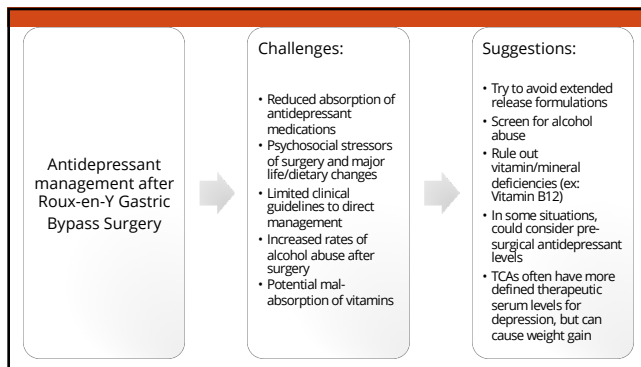 Antidepressant
management after
Roux-en-Y Gastric
Bypass Surgery
Challenges:
• Reduced absorption of
antidepressant
medications
• Psychosocial stressors
of surgery and major
life/dietary changes
• Limited clinical
guidelines to direct
management
• Increased rates of
alcohol abuse after
surgery
• Potential mal-
absorption of vitamins
Suggestions:
• Try to avoid extended
release formulations
• Screen for alcohol
abuse
• Rule out
vitamin/mineral
deficiencies (ex:
Vitamin B12)
• In some situations,
could consider pre-
surgical antidepressant
levels
• TCAs often have more
defined therapeutic
serum levels for
depression, but can
cause weight gain